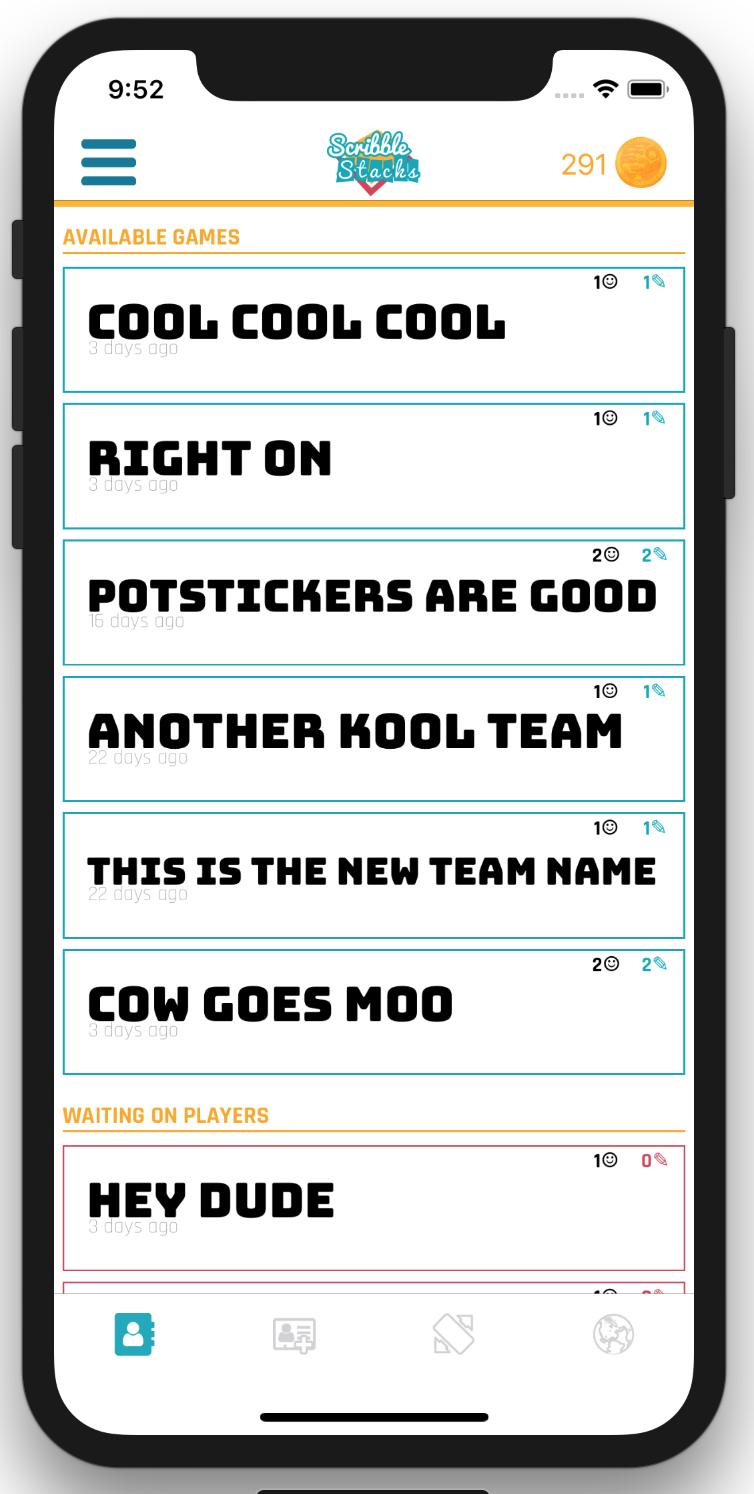 9:52
Scribble
Stacks
291
AVAILABLE GAMES
1 1
COOL COOL COOL
3 days ago
1 1
RIGHT ON
3 days ago
2 2
POTSTICKERS ARE GOOD
16 days ago
1 1
ANOTHER KOOL TEAM
22 days ago
1 1
THIS IS THE NEW TEAM NAME
22 days ago
2 2
COW GOES MOO
3 days ago
WAITING ON PLAYERS
1 0
HEY DUDE
3 days ago